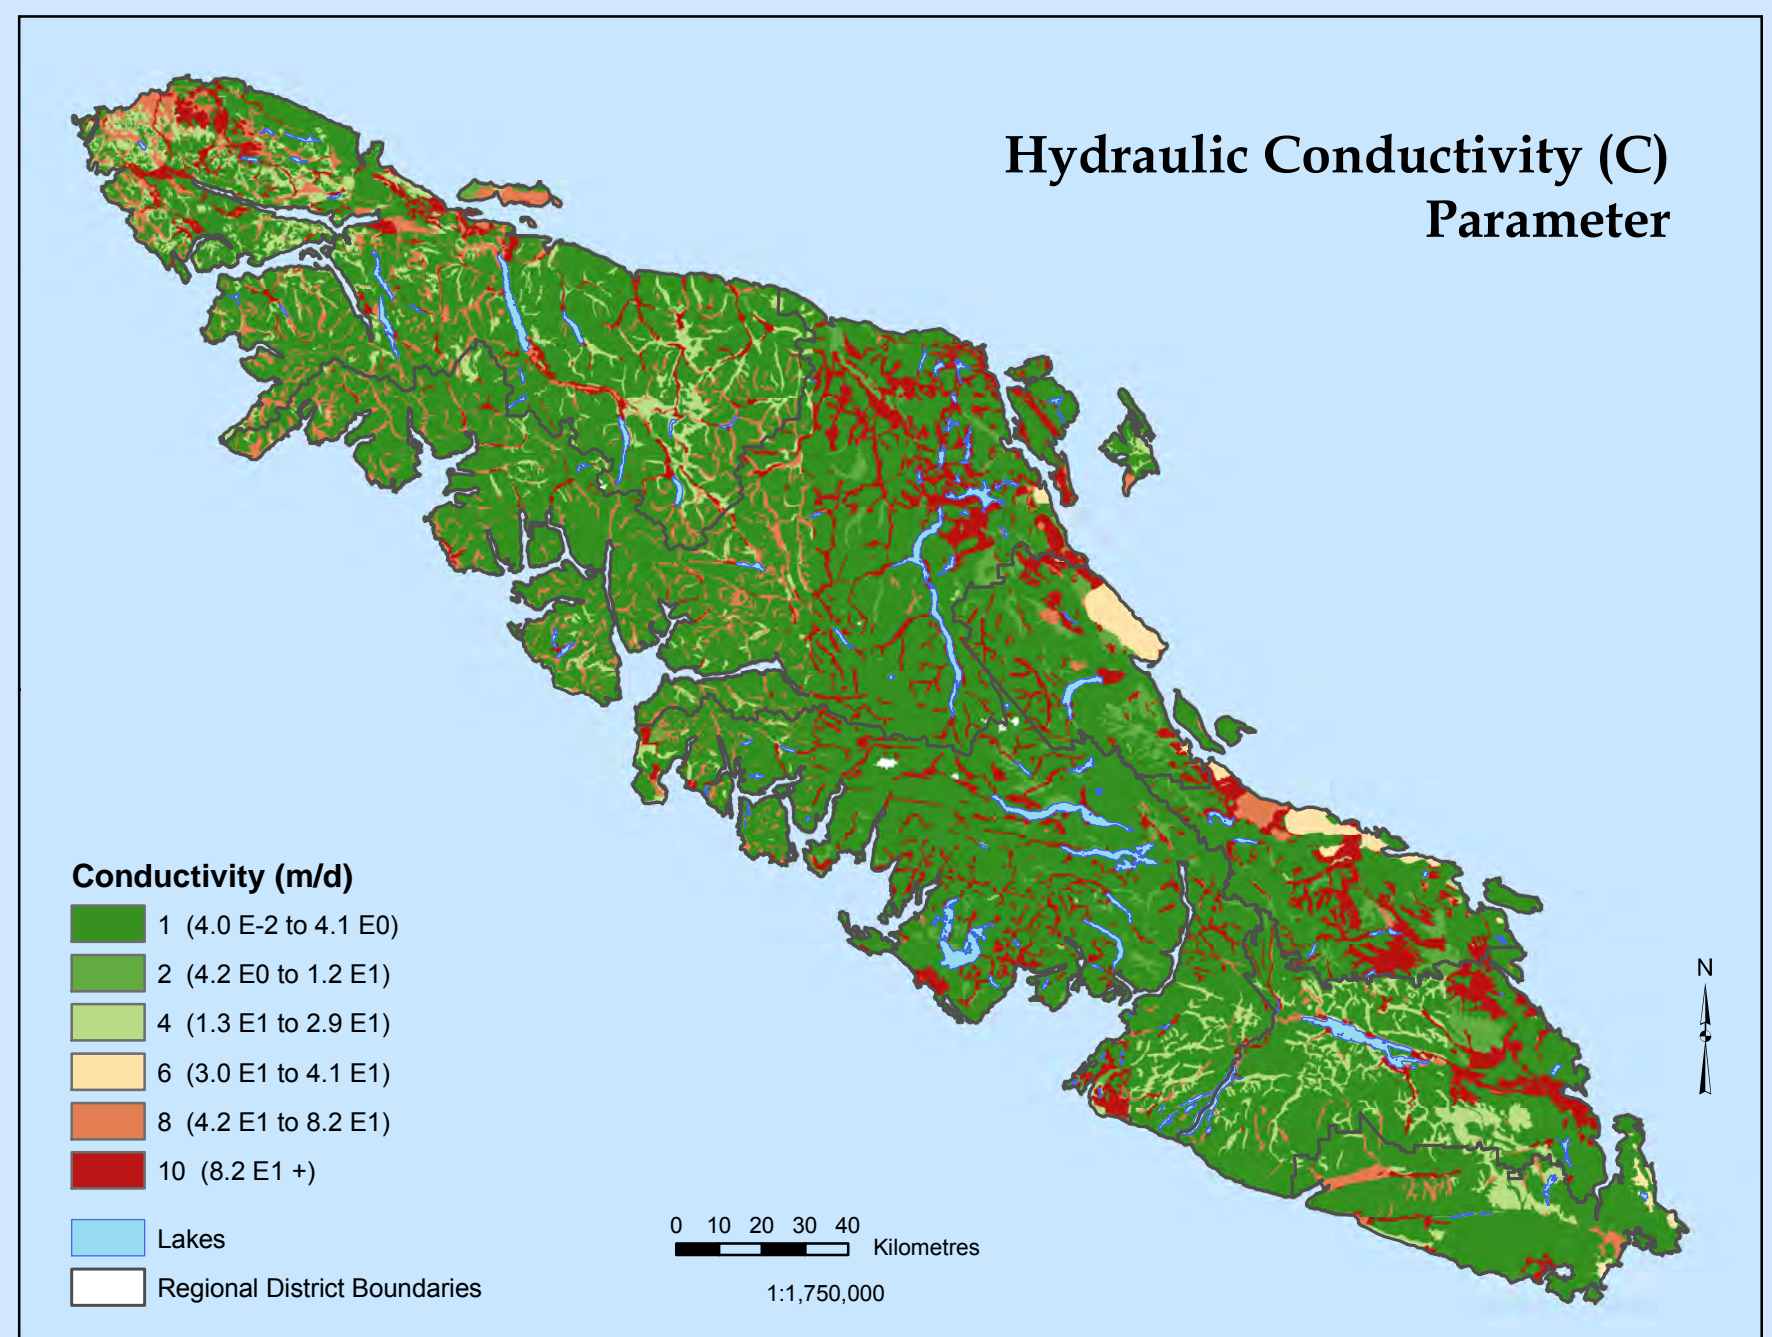 Hydraulic Conductivity (C)
Parameter
Conductivity (m/d)
1 (4.0 E-2 to 4.1 E0)
2 (4.2 E0 to 1.2 E1)
4 (1.3 E1 to 2.9 E1)
6 (3.0 E1 to 4.1 E1)
8 (4.2 E1 to 8.2 E1)
10 (8.2 E1 +)
Lakes
Regional District Boundaries
0 10 20 30 40
Kilometres
1:1,750,000
N